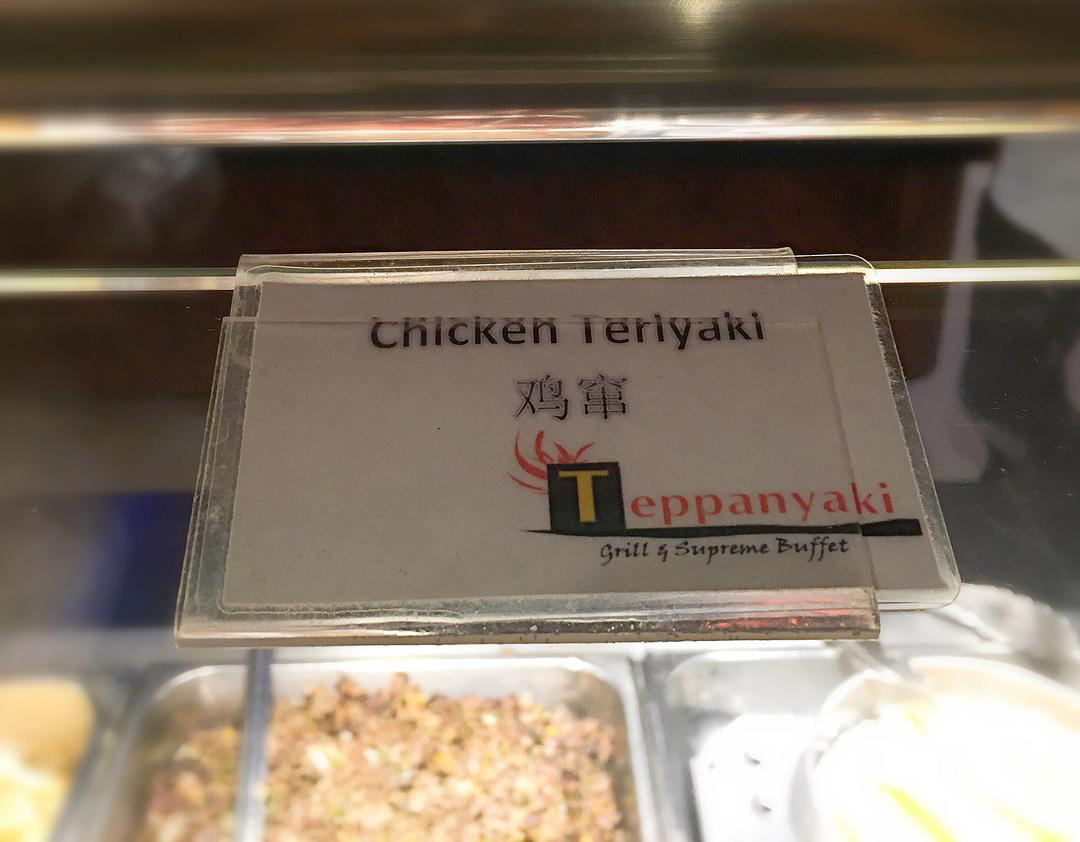 Chicken Teriyaki
鸡窜
Teppanyaki
Grill & Supreme Buffet